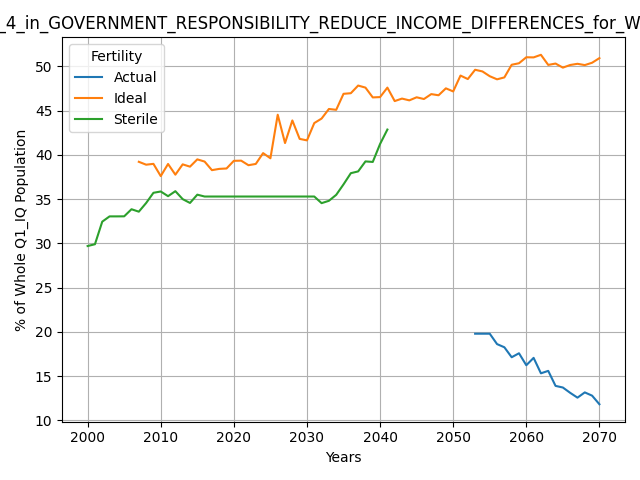 _4_in_GOVERNMENT_RESPONSIBILITY_REDUCE_INCOME_DIFFERENCES_for_W
Fertility
Actual
Ideal
Sterile
% of Whole Q1_IQ Population
50
45
40
35
30
25
20
15
10
2000 2010 2020 2030 2040 2050 2060 2070
Years